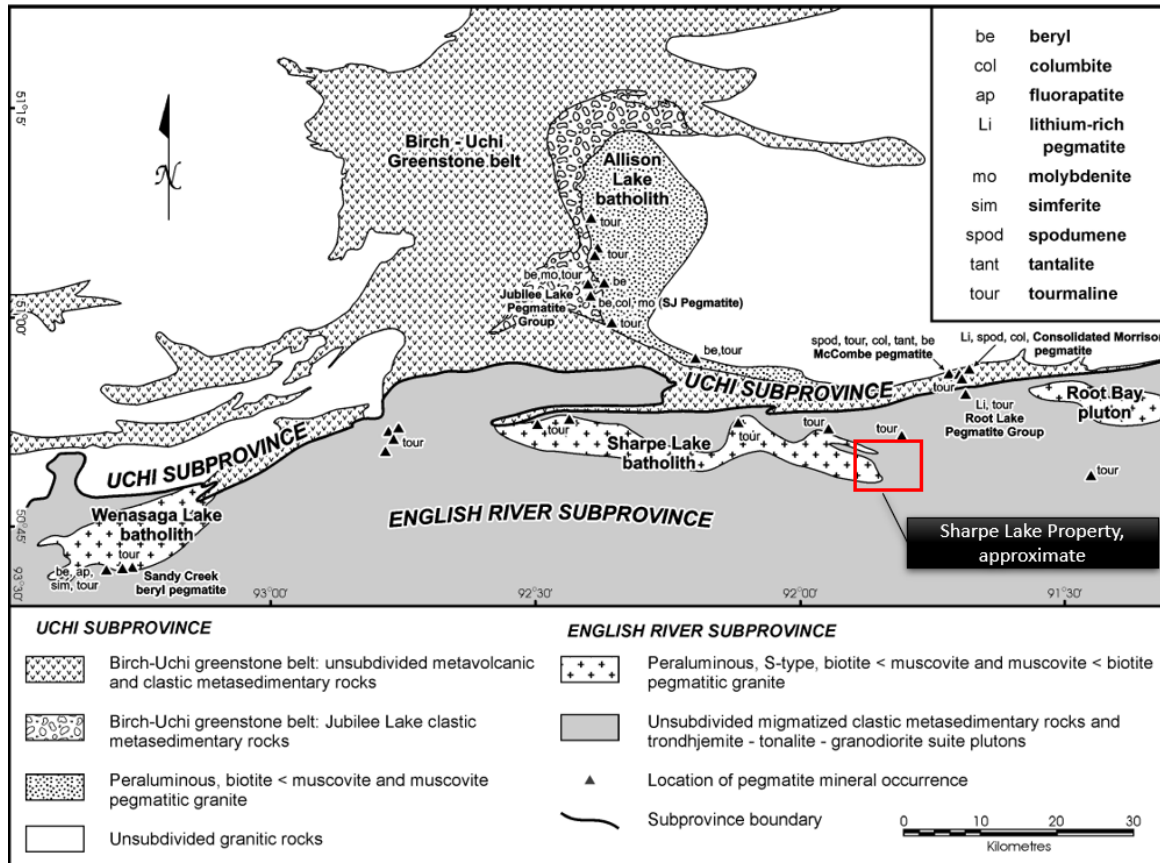 be beryl
col columbite
ap fluorapatite
Li lithium-rich
pegmatite
mo molybdenite
sim simferite
spod spodumene
tant tantalite
tour tourmaline
51°15'
N
Birch - Uchi
Greenstone belt
Allison
Lake
batholith
tour
tour
be,mo,tour
be
Jubilee Lake
Pegmatite
Group
be,col, mo (SJ Pegmatite)
tour
51°00'
be,tour
spod, tour, col, tant, be
McCombe pegmatite
Li, spod, col, Consolidated Morrison
pegmatite
tour
Li, tour
Root Lake
Pegmatite Group
Root Bay
pluton
UCHI SUBPROVINCE
tour
tour
tour
tour
tour
tour
Sharpe Lake
batholith
UCHI SUBPROVINCE
ENGLISH RIVER SUBPROVINCE
Sharpe Lake Property,
approximate
Wenasaga Lake
batholith
tour
be, ap,
sim, tour
Sandy Creek
beryl pegmatite
50°45'
93°30'
93°00'
92°30'
92°00'
91°30'
UCHI SUBPROVINCE
Birch-Uchi greenstone belt: unsubdivided metavolcanic
and clastic metasedimentary rocks
Birch-Uchi greenstone belt: Jubilee Lake clastic
metasedimentary rocks
Peraluminous, biotite < muscovite and muscovite
pegmatitic granite
Unsubdivided granitic rocks
ENGLISH RIVER SUBPROVINCE
Peraluminous, S-type, biotite < muscovite and muscovite < biotite
pegmatitic granite
Unsubdivided migmatized clastic metasedimentary rocks and
trondhjemite - tonalite - granodiorite suite plutons
Location of pegmatite mineral occurrence
Subprovince boundary
0 10 20 30
Kilometres